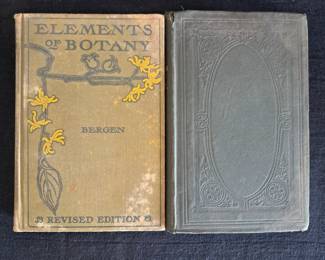 ELEMENTS
OF BOTANY
BERGEN
REVISED EDITION